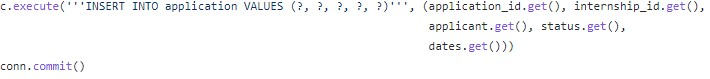 c.execute('''INSERT INTO application VALUES (?, ?, ?, ?, ?)''', (application_id.get(), internship_id.get(),
applicant.get(), status.get(),
dates.get()))
conn.commit()